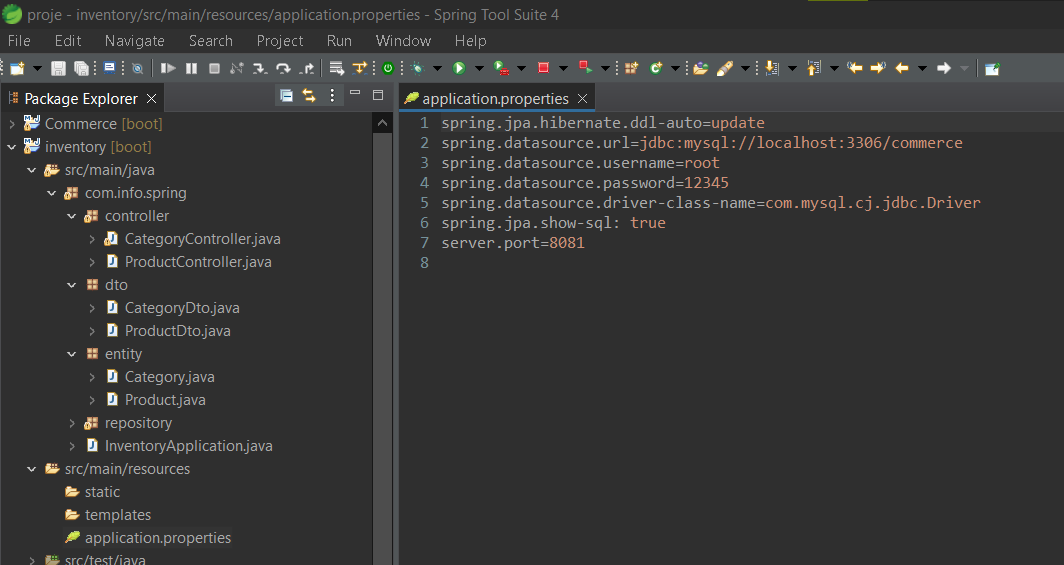 proje - inventory/src/main/resources/application.properties - Spring Tool Suite 4
File Edit Navigate Search Project Run Window Help
Package Explorer
Commerce [boot]
inventory [boot]
src/main/java
com.info.spring
controller
CategoryController.java
ProductController.java
dto
CategoryDto.java
ProductDto.java
entity
Category.java
Product.java
repository
InventoryApplication.java
src/main/resources
static
templates
application.properties
src/test/java
application.properties
1 spring.jpa.hibernate.ddl-auto=update
2 spring.datasource.url=jdbc:mysql://localhost:3306/commerce
3 spring.datasource.username=root
4 spring.datasource.password=12345
5 spring.datasource.driver-class-name=com.mysql.cj.jdbc.Driver
6 spring.jpa.show-sql: true
7 server.port=8081
8